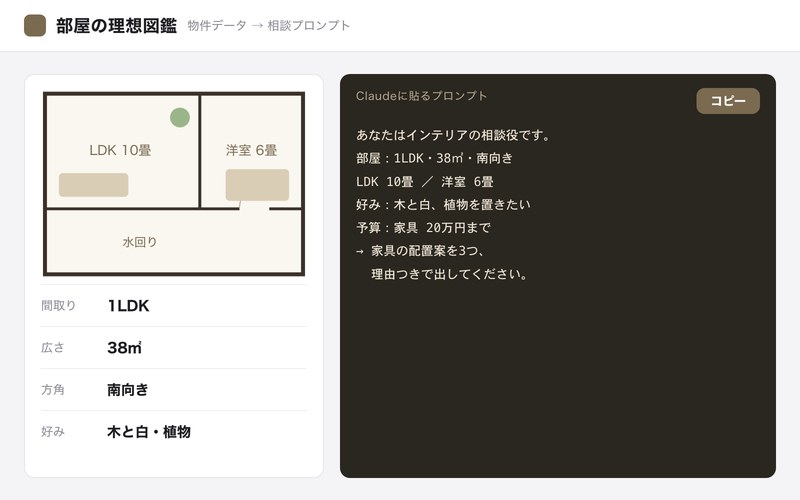 部屋の理想図鑑 物件データ → 相談プロンプト
LDK 10畳
洋室 6畳
水回り
間取り 1LDK
広さ 38㎡
方角 南向き
好み 木と白・植物
Claudeに貼るプロンプト
コピー
あなたはインテリアの相談役です。
部屋：1LDK・38㎡・南向き
LDK 10畳 ／ 洋室 6畳
好み：木と白、植物を置きたい
予算：家具 20万円まで
→ 家具の配置案を3つ、
理由つきで出してください。